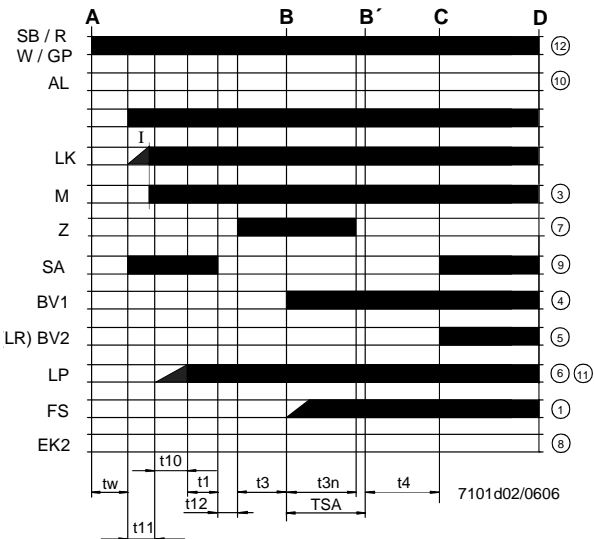 A B B´ C D
SB / R
W / GP 12
AL 10
I
LK
M 3
Z 7
SA 9
BV1 4
LR) BV2 5
LP 6 11
FS 1
EK2 8
t10
tw t1 t3 t3n t4 7101d02/0606
t12 TSA
t11